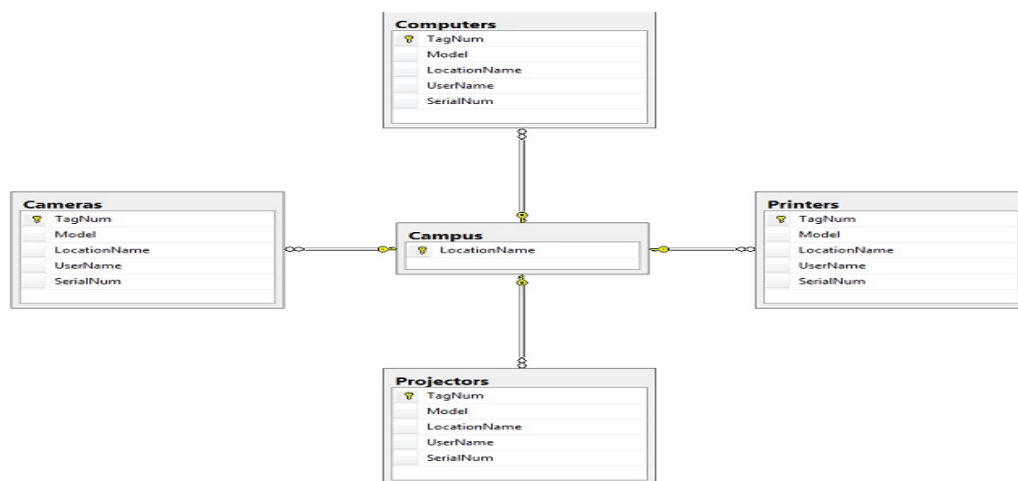 Computers
TagNum
Model
LocationName
UserName
SerialNum
Cameras
TagNum
Model
LocationName
UserName
SerialNum
Campus
LocationName
Printers
TagNum
Model
LocationName
UserName
SerialNum
Projectors
TagNum
Model
LocationName
UserName
SerialNum